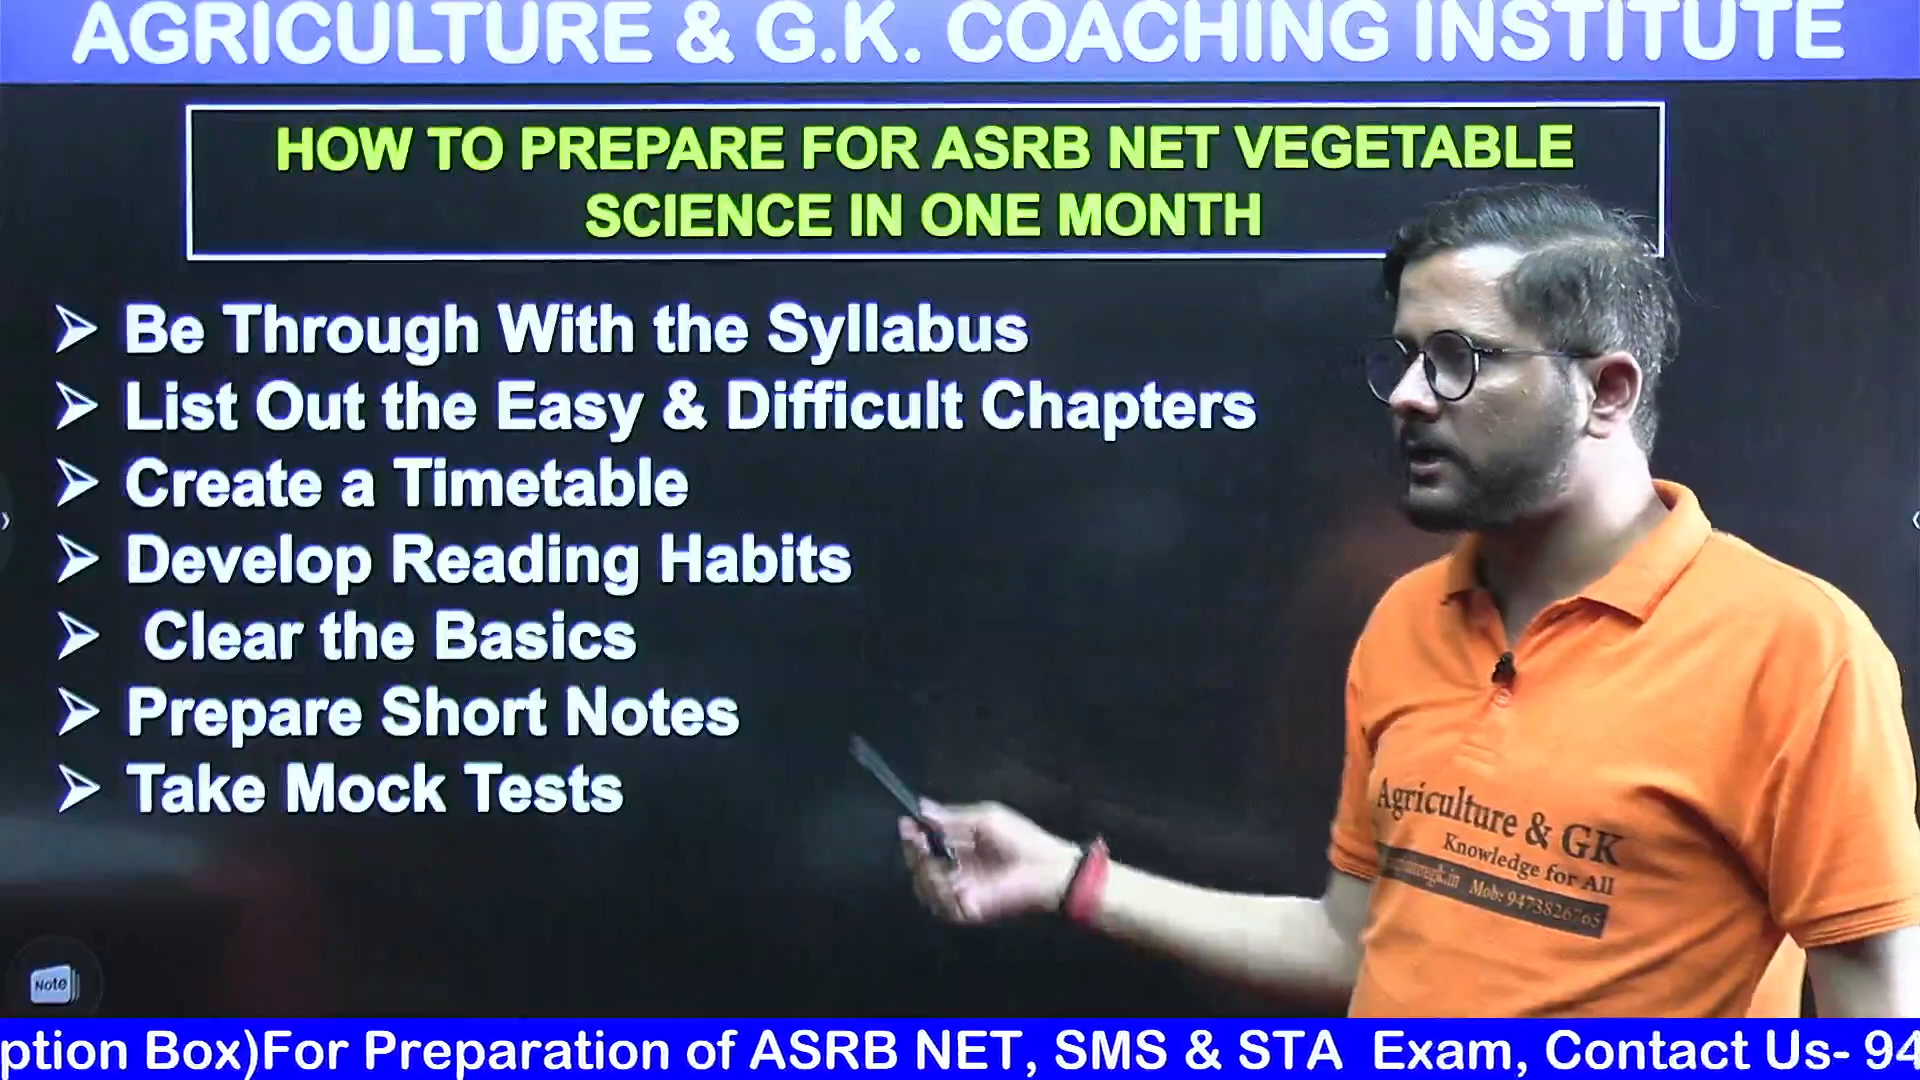 AGRICULTURE & G.K. COACHING INSTITUTE
HOW TO PREPARE FOR ASRB NET VEGETABLE
SCIENCE IN ONE MONTH
Be Through With the Syllabus
List Out the Easy & Difficult Chapters
Create a Timetable
Develop Reading Habits
Clear the Basics
Prepare Short Notes
Take Mock Tests
Agriculture & GK
Knowledge for All
Mob: 9473826765
Note
ption Box)For Preparation of ASRB NET, SMS & STA Exam, Contact Us- 94